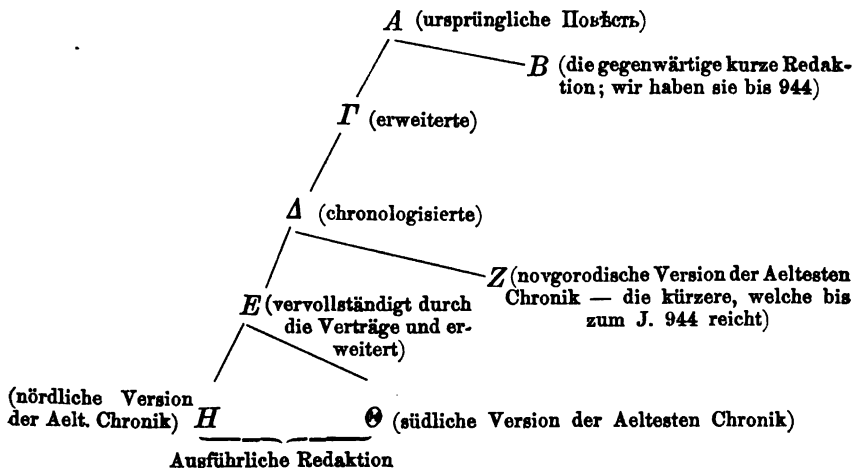 A (ursprüngliche Повѣсть)
B (die gegenwärtige kurze Redak-
tion; wir haben sie bis 944)
Γ (erweiterte)
Δ (chronologisierte)
Z (novgorodische Version der Aeltesten
Chronik — die kürzere, welche bis
zum J. 944 reicht)
E (vervollständigt durch
die Verträge und er-
weitert)
(nördliche Version
der Aelt. Chronik) H
Θ (südliche Version der Aeltesten Chronik)
Ausführliche Redaktion